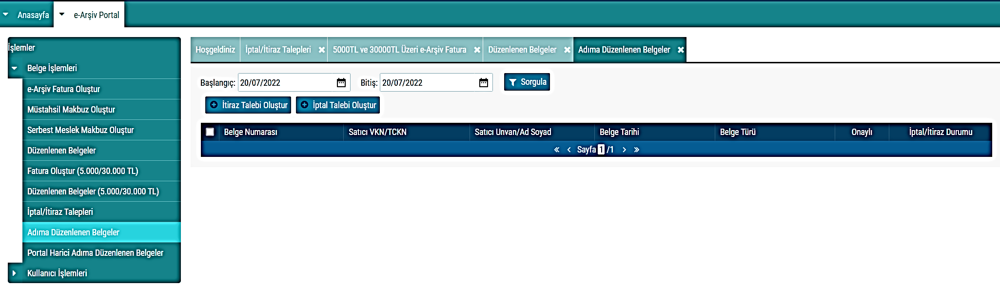 Anasayfa
e-Arşiv Portal
İşlemler
Belge İşlemleri
e-Arşiv Fatura Oluştur
Müstahsil Makbuz Oluştur
Serbest Meslek Makbuz Oluştur
Düzenlenen Belgeler
Fatura Oluştur (5.000/30.000 TL)
Düzenlenen Belgeler (5.000/30.000 TL)
İptal/İtiraz Talepleri
Adıma Düzenlenen Belgeler
Portal Harici Adıma Düzenlenen Belgeler
Kullanıcı İşlemleri
Hoşgeldiniz İptal/İtiraz Talepleri 5000TL ve 30000TL Üzeri e-Arşiv Fatura Düzenlenen Belgeler Adıma Düzenlenen Belgeler
Başlangıç: 20/07/2022 Bitiş: 20/07/2022 Sorgula
İtiraz Talebi Oluştur İptal Talebi Oluştur
Belge Numarası Satıcı VKN/TCKN Satıcı Unvan/Ad Soyad Belge Tarihi Belge Türü Onaylı İptal/İtiraz Durumu
« ‹ Sayfa 1 /1 › »